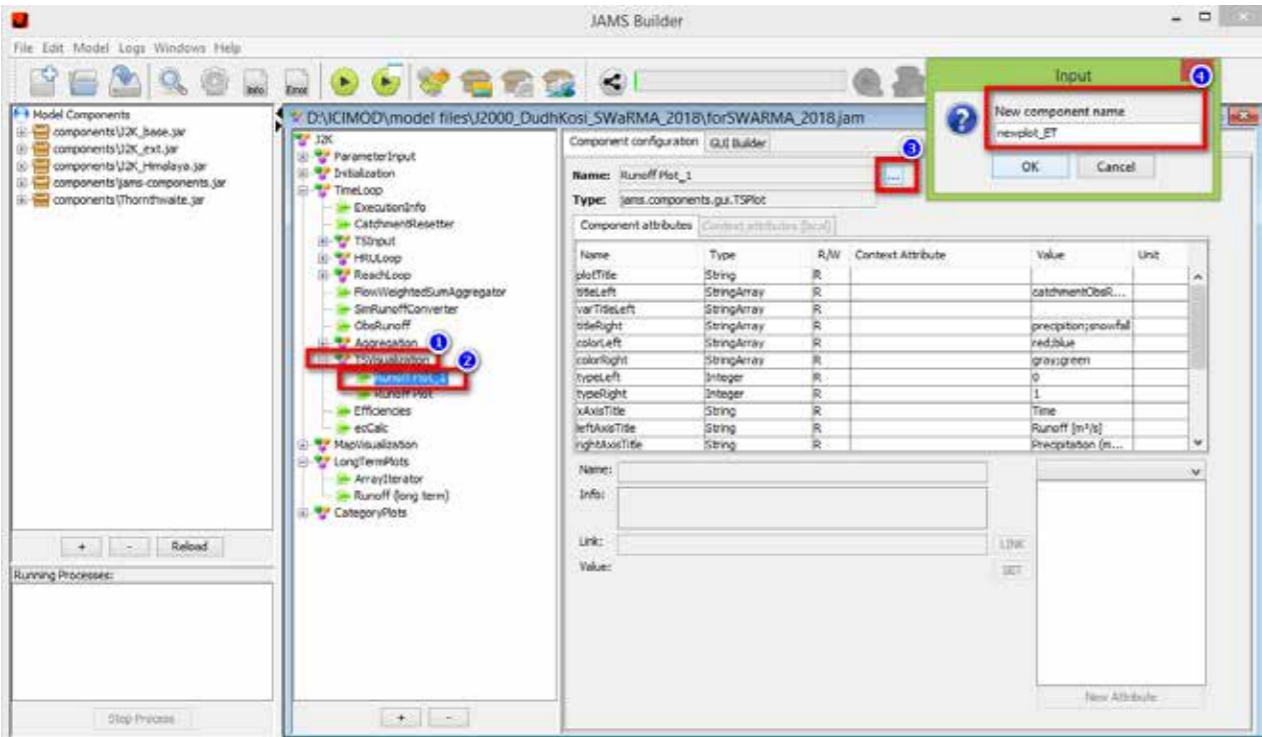 JAMS Builder
File Edit Model Logs Windows Help
Info
Error
Model Components
components\J2K_base.jar
components\J2K_ext.jar
components\J2K_Himalaya.jar
components\jams-components.jar
components\Thornthwaite.jar
+ - Reload
Running Processes:
Stop Process
D:\ICIMOD\model files\J2000_DudhKosi_SWaRMA_2018\forSWARMA_2018.jam
J2K
ParameterInput
Initialization
TimeLoop
ExecutionInfo
CatchmentResetter
TSInput
HRULoop
ReachLoop
FlowWeightedSumAggregator
SimRunoffConverter
ObsRunoff
Aggregation 1
TSVisualization 2
Runoff Plot_1
Runoff Plot
Efficiencies
ecCalc
MapVisualization
LongTermPlots
ArrayIterator
Runoff (long term)
CategoryPlots
+ -
Component configuration GUI Builder
Name: Runoff Plot_1 ... 3
Type: jams.components.gui.TSPlot
Component attributes Context attributes (local)
Name Type R/W Context Attribute Value Unit
plotTitle String R
titleLeft StringArray R catchmentObsR...
varTitleLeft StringArray R
titleRight StringArray R precipition;snowfall
colorLeft StringArray R red;blue
colorRight StringArray R gray;green
typeLeft Integer R 0
typeRight Integer R 1
xAxisTitle String R Time
leftAxisTitle String R Runoff [m³/s]
rightAxisTitle String R Precipitation (m...
Name:
Info:
Link: LINK
Value: SET
New Attribute
Input 4
New component name
newplot_ET
OK Cancel